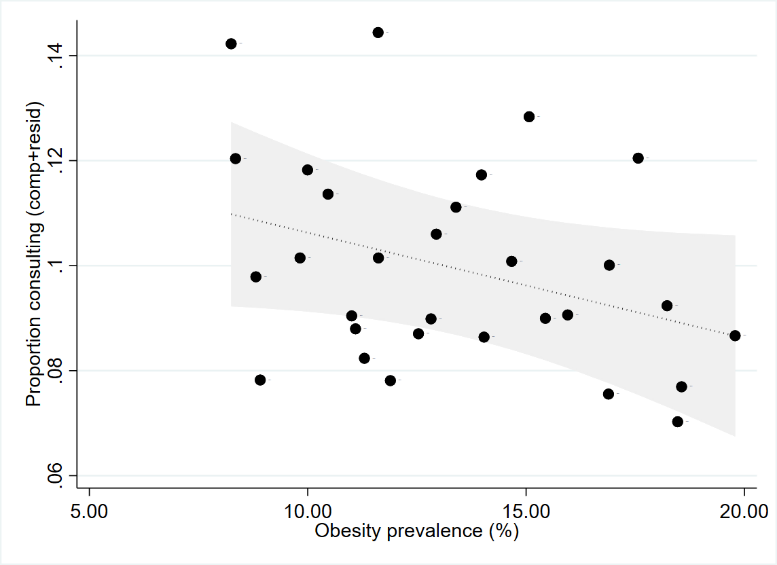 .14
.12
.1
.08
.06
Proportion consulting (comp+resid)
5.00 10.00 15.00 20.00
Obesity prevalence (%)